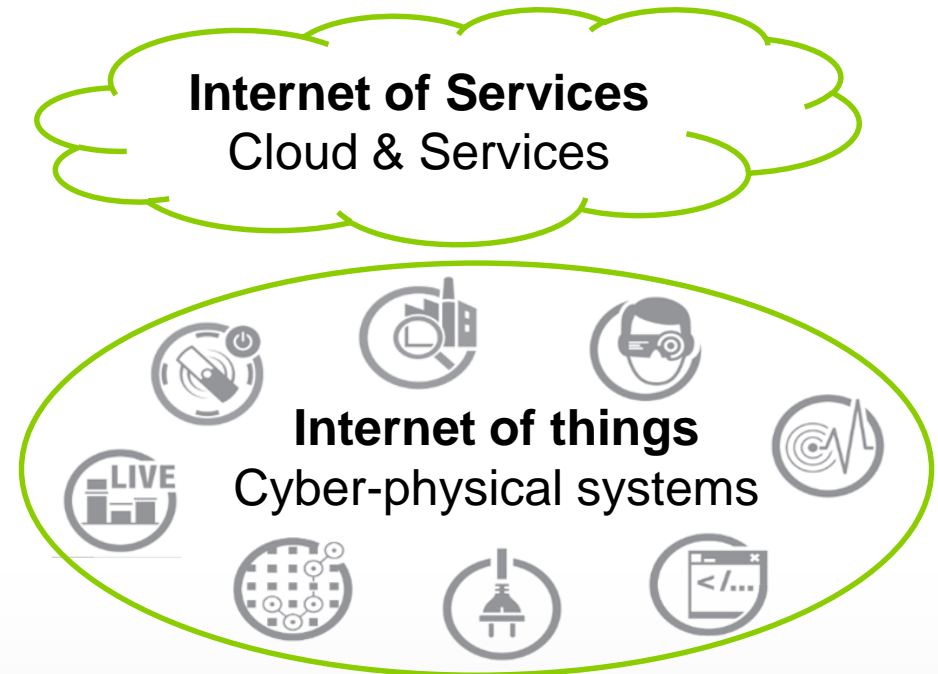 Internet of Services
Cloud & Services
Internet of things
Cyber-physical systems
LIVE
</...